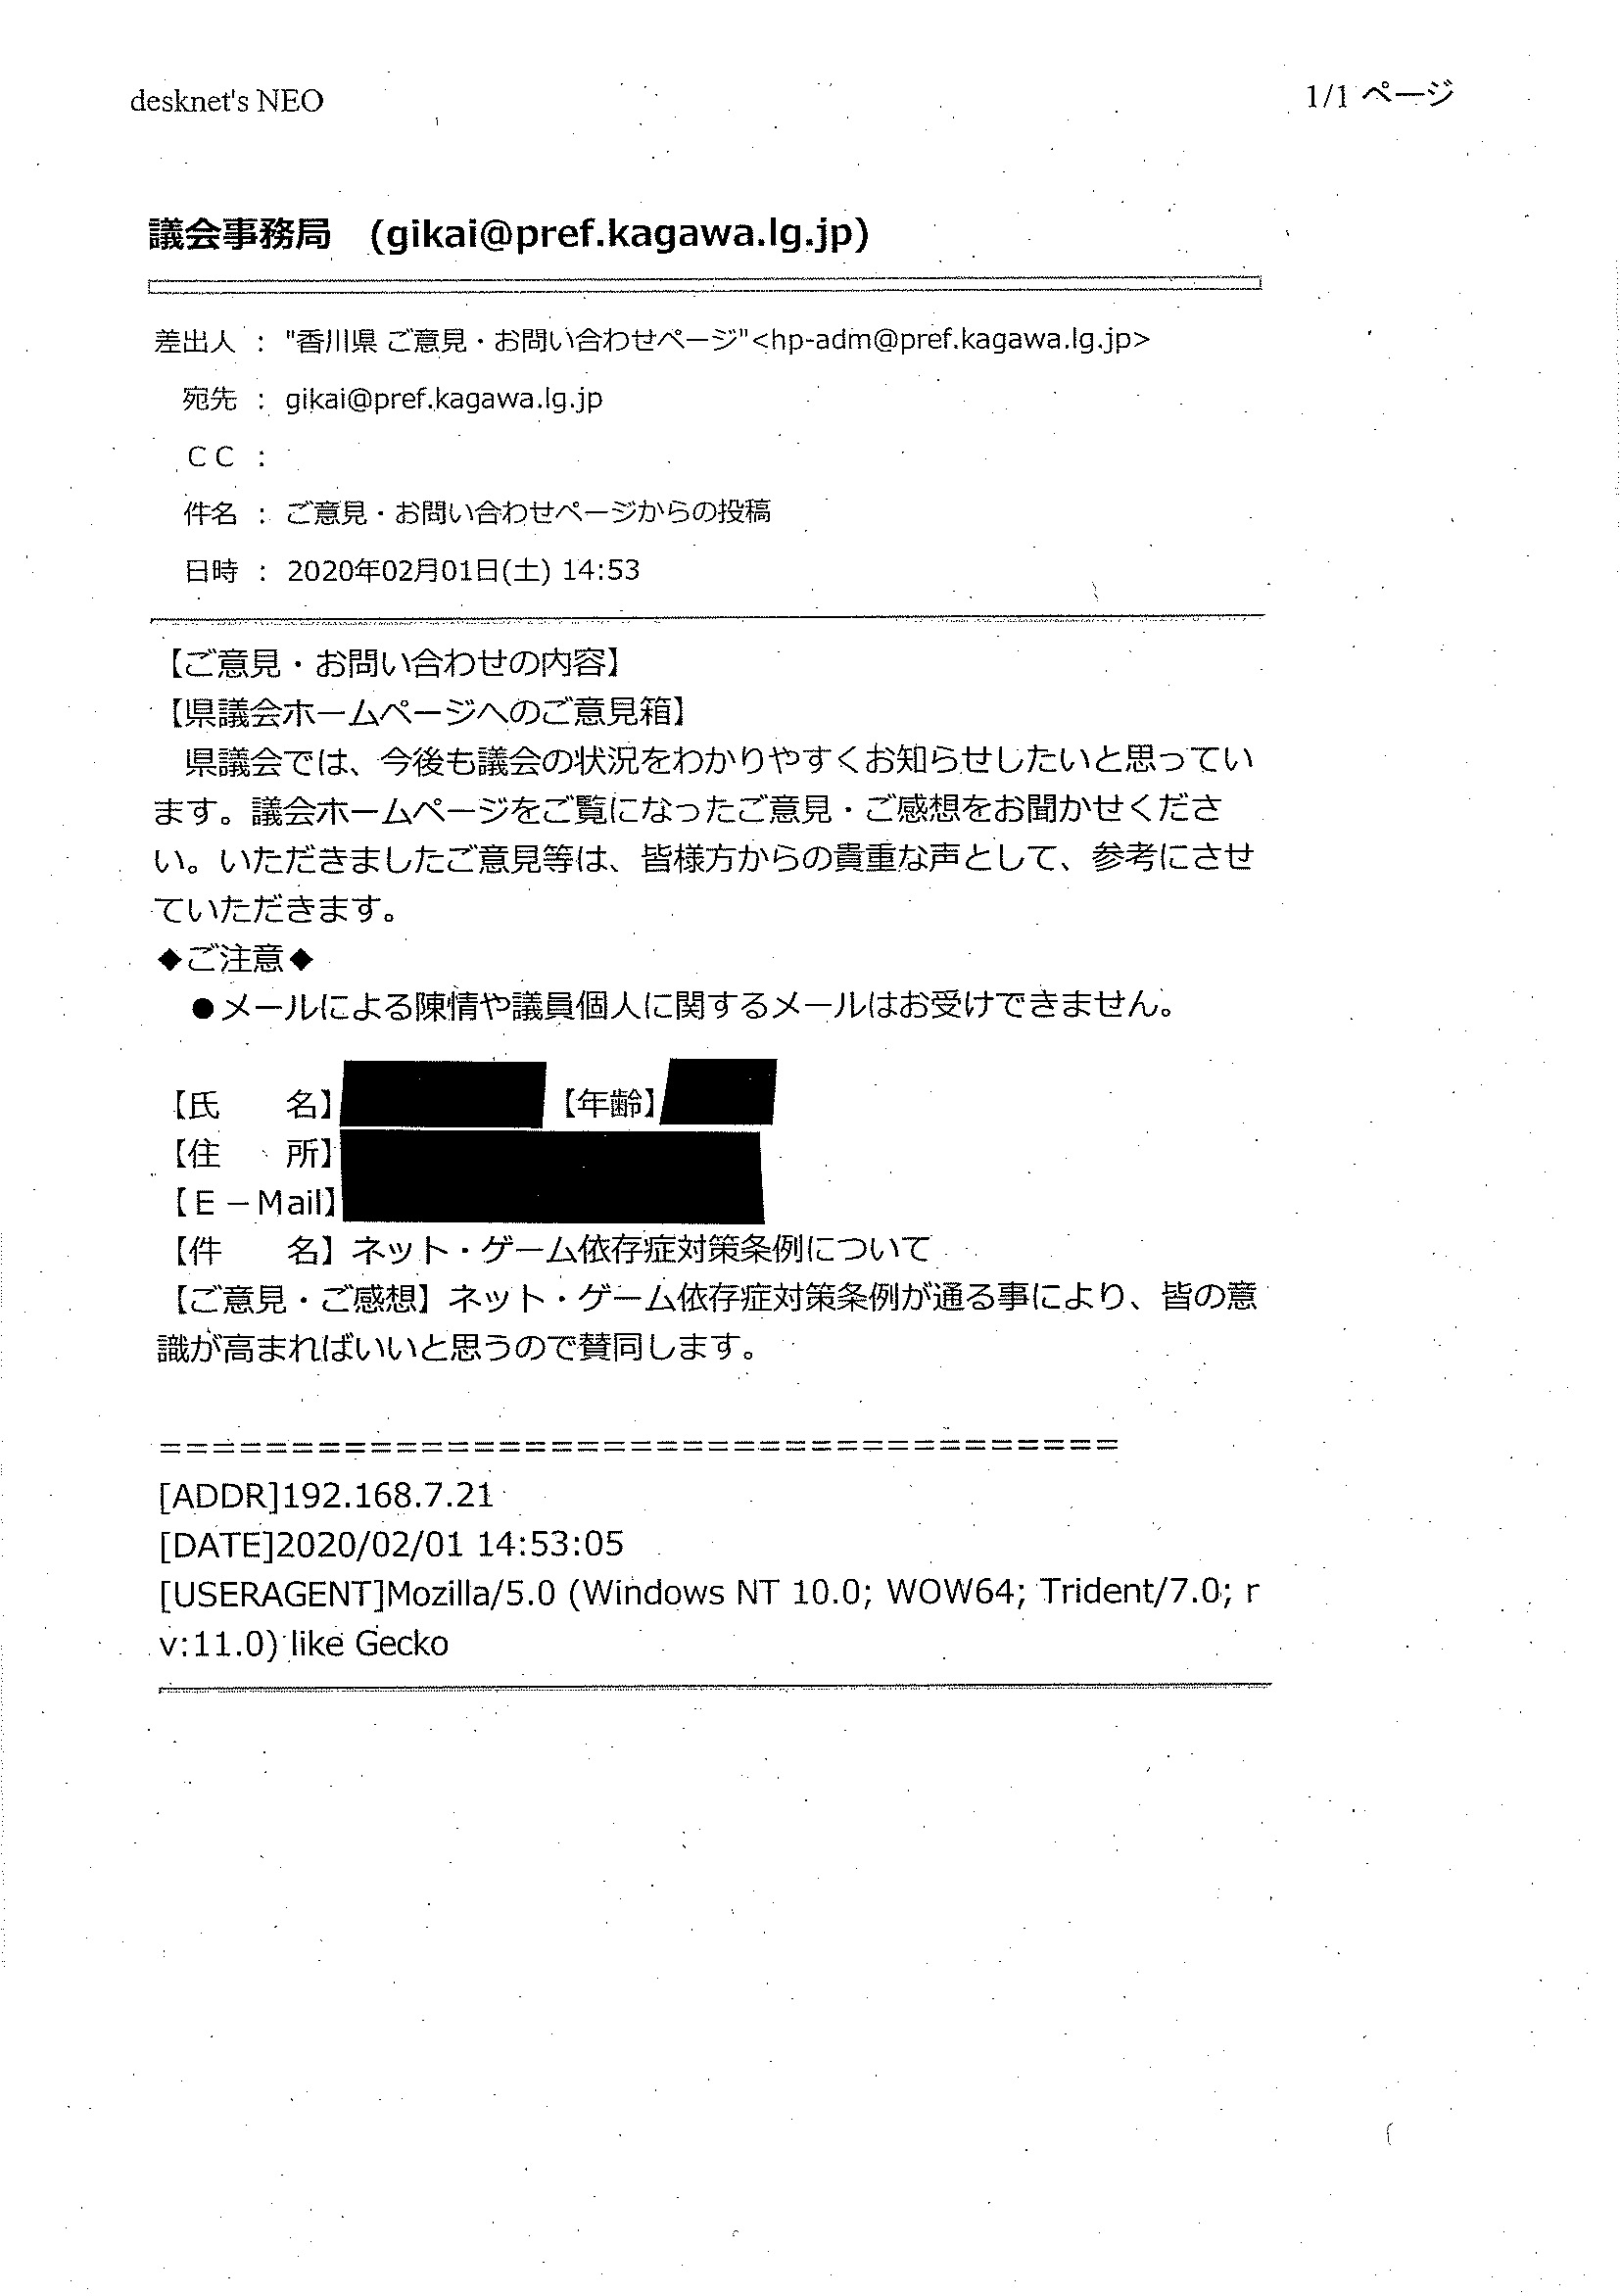 desknet's NEO
1/1 ページ
議会事務局　(gikai@pref.kagawa.lg.jp)
差出人 ： "香川県 ご意見・お問い合わせページ"<hp-adm@pref.kagawa.lg.jp>
宛先 ： gikai@pref.kagawa.lg.jp
ＣＣ ：
件名 ： ご意見・お問い合わせページからの投稿
日時 ： 2020年02月01日(土) 14:53
【ご意見・お問い合わせの内容】
【県議会ホームページへのご意見箱】
　県議会では、今後も議会の状況をわかりやすくお知らせしたいと思ってい
ます。議会ホームページをご覧になったご意見・ご感想をお聞かせくださ
い。いただきましたご意見等は、皆様方からの貴重な声として、参考にさせ
ていただきます。
◆ご注意◆
　●メールによる陳情や議員個人に関するメールはお受けできません。
【氏　　名】　【年齢】
【住　　所】
【Ｅ－Mail】
【件　　名】ネット・ゲーム依存症対策条例について
【ご意見・ご感想】ネット・ゲーム依存症対策条例が通る事により、皆の意
識が高まればいいと思うので賛同します。
=====================================
[ADDR]192.168.7.21
[DATE]2020/02/01 14:53:05
[USERAGENT]Mozilla/5.0 (Windows NT 10.0; WOW64; Trident/7.0; r
v:11.0) like Gecko